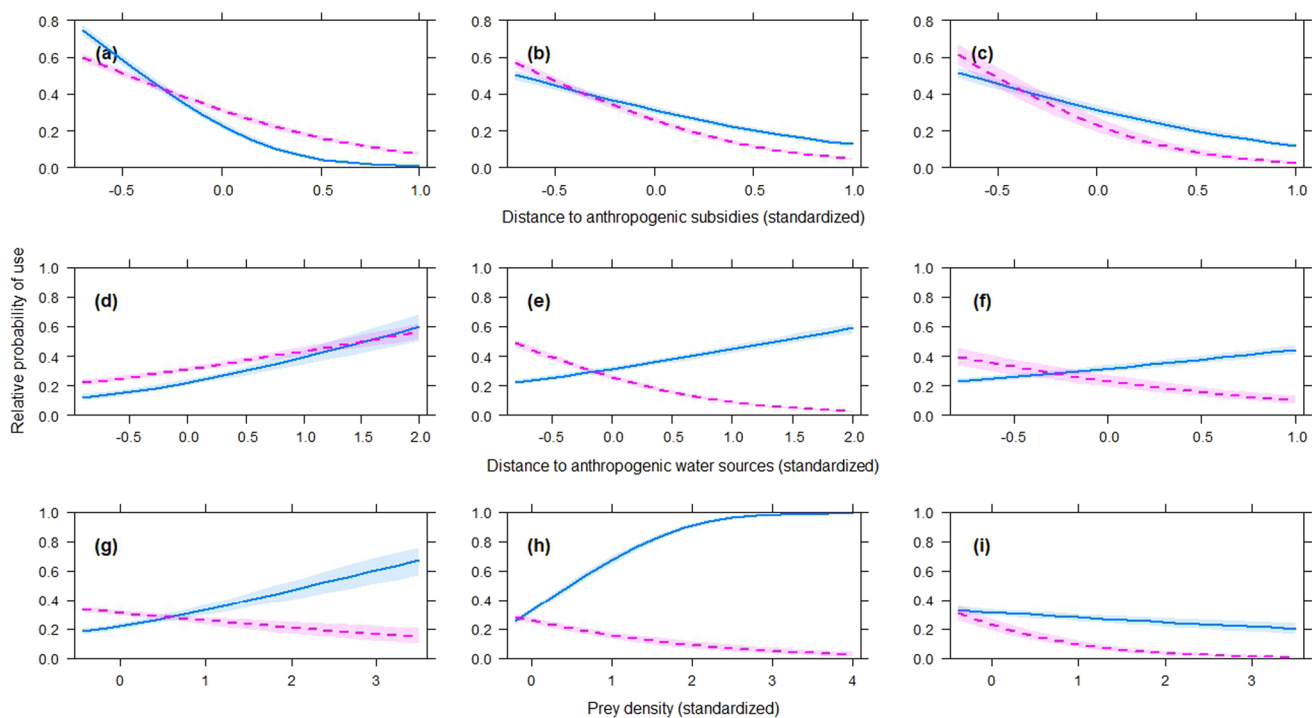 0.8 0.8 0.8
(a) (b) (c)
0.6 0.6 0.6
0.4 0.4 0.4
0.2 0.2 0.2
0.0 0.0 0.0
-0.5 0.0 0.5 1.0 -0.5 0.0 0.5 1.0 -0.5 0.0 0.5 1.0
Distance to anthropogenic subsidies (standardized)
Relative probability of use
1.0 1.0 1.0
(d) (e) (f)
0.8 0.8 0.8
0.6 0.6 0.6
0.4 0.4 0.4
0.2 0.2 0.2
0.0 0.0 0.0
-0.5 0.0 0.5 1.0 1.5 2.0 -0.5 0.0 0.5 1.0 1.5 2.0 -0.5 0.0 0.5 1.0
Distance to anthropogenic water sources (standardized)
1.0 1.0 1.0
(g) (h) (i)
0.8 0.8 0.8
0.6 0.6 0.6
0.4 0.4 0.4
0.2 0.2 0.2
0.0 0.0 0.0
0 1 2 3 0 1 2 3 4 0 1 2 3
Prey density (standardized)